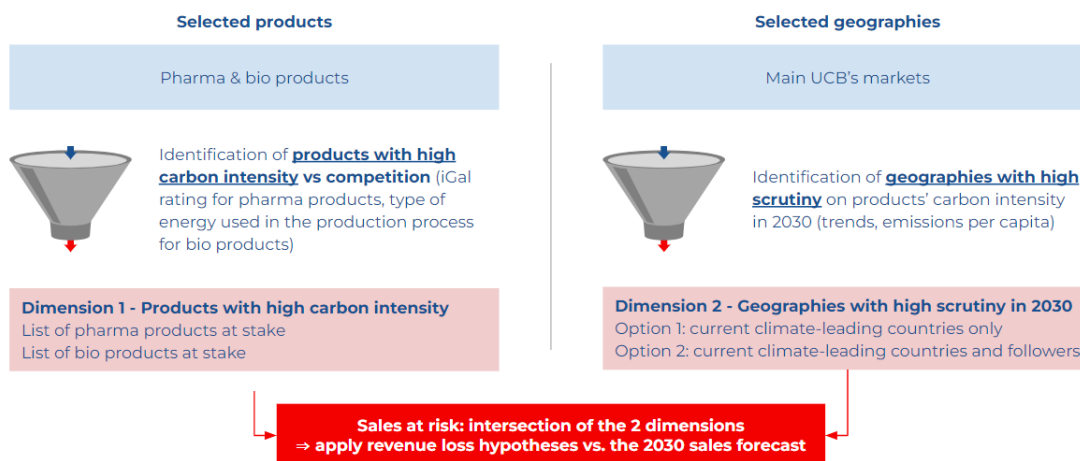 Selected products
Pharma & bio products
Identification of products with high
carbon intensity vs competition (iGal
rating for pharma products, type of
energy used in the production process
for bio products)
Dimension 1 - Products with high carbon intensity
List of pharma products at stake
List of bio products at stake
Selected geographies
Main UCB's markets
Identification of geographies with high
scrutiny on products' carbon intensity
in 2030 (trends, emissions per capita)
Dimension 2 - Geographies with high scrutiny in 2030
Option 1: current climate-leading countries only
Option 2: current climate-leading countries and followers
Sales at risk: intersection of the 2 dimensions
⇒ apply revenue loss hypotheses vs. the 2030 sales forecast